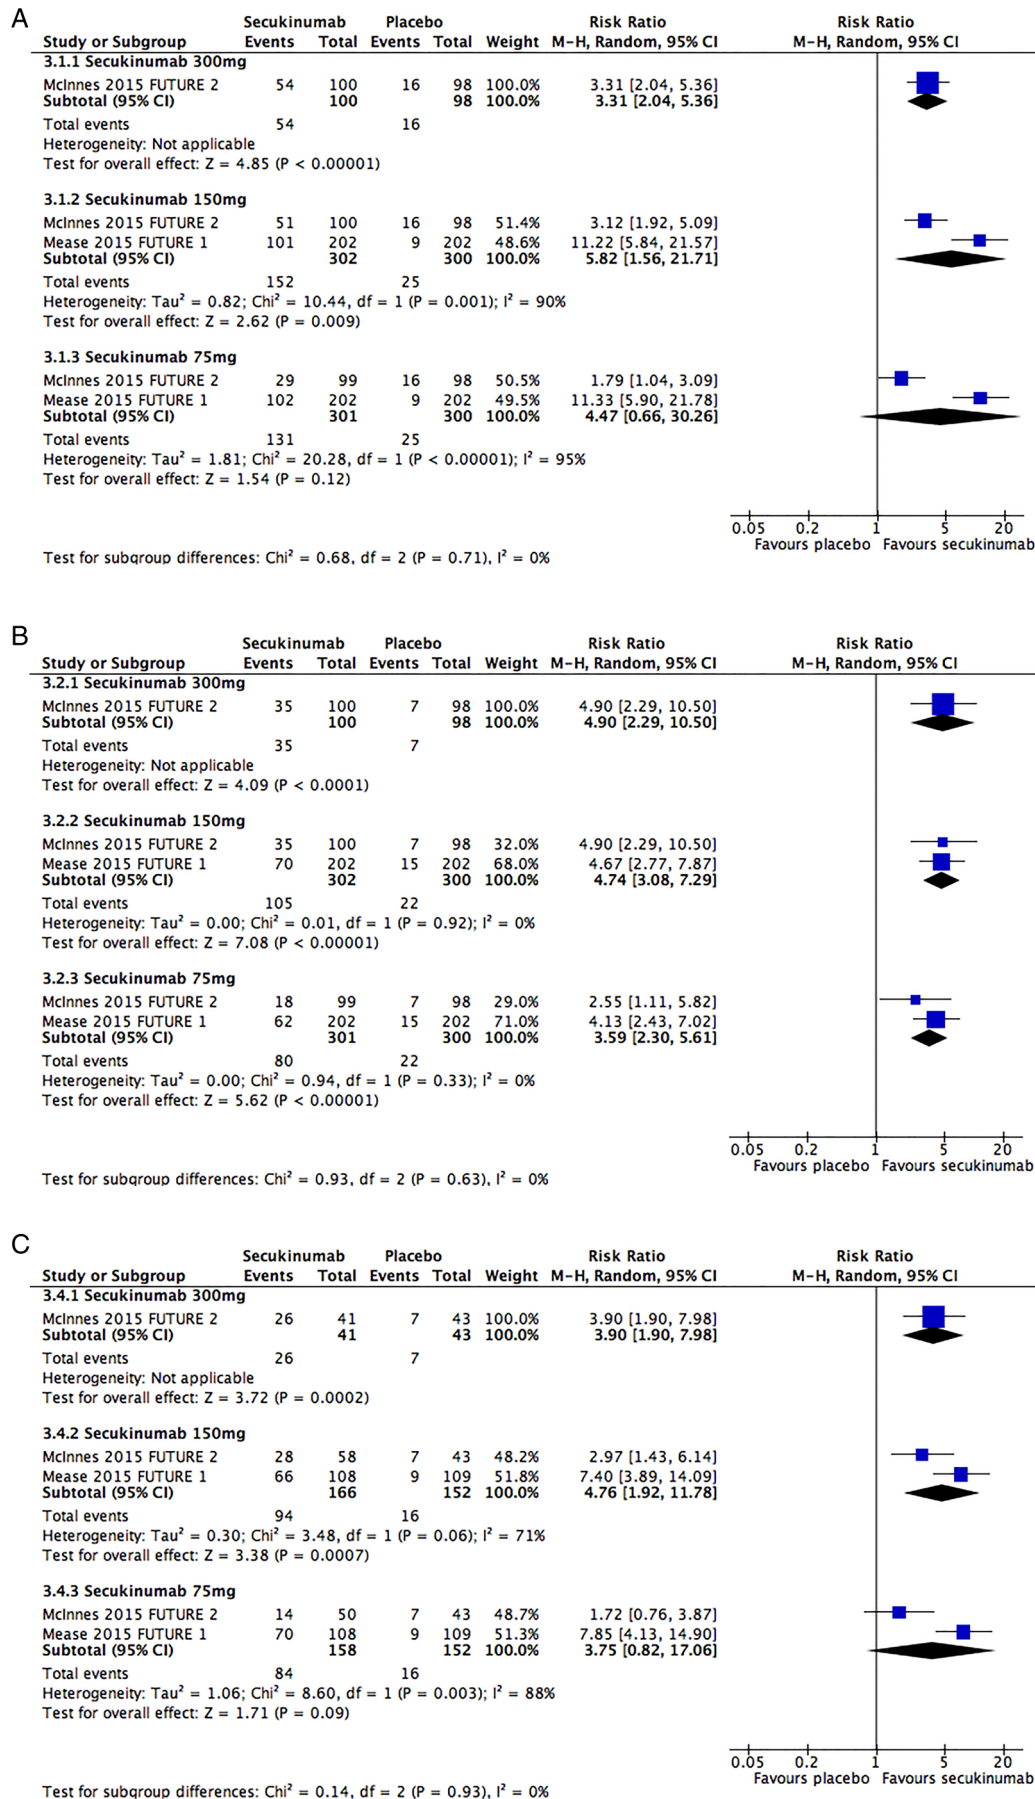 A
Secukinumab Placebo Risk Ratio Risk Ratio
Study or Subgroup Events Total Events Total Weight M-H, Random, 95% CI M-H, Random, 95% CI
3.1.1 Secukinumab 300mg
McInnes 2015 FUTURE 2 54 100 16 98 100.0% 3.31 [2.04, 5.36]
Subtotal (95% CI) 100 98 100.0% 3.31 [2.04, 5.36]
Total events 54 16
Heterogeneity: Not applicable
Test for overall effect: Z = 4.85 (P < 0.00001)
3.1.2 Secukinumab 150mg
McInnes 2015 FUTURE 2 51 100 16 98 51.4% 3.12 [1.92, 5.09]
Mease 2015 FUTURE 1 101 202 9 202 48.6% 11.22 [5.84, 21.57]
Subtotal (95% CI) 302 300 100.0% 5.82 [1.56, 21.71]
Total events 152 25
Heterogeneity: Tau² = 0.82; Chi² = 10.44, df = 1 (P = 0.001); I² = 90%
Test for overall effect: Z = 2.62 (P = 0.009)
3.1.3 Secukinumab 75mg
McInnes 2015 FUTURE 2 29 99 16 98 50.5% 1.79 [1.04, 3.09]
Mease 2015 FUTURE 1 102 202 9 202 49.5% 11.33 [5.90, 21.78]
Subtotal (95% CI) 301 300 100.0% 4.47 [0.66, 30.26]
Total events 131 25
Heterogeneity: Tau² = 1.81; Chi² = 20.28, df = 1 (P < 0.00001); I² = 95%
Test for overall effect: Z = 1.54 (P = 0.12)
0.05 0.2 1 5 20
Favours placebo Favours secukinumab
Test for subgroup differences: Chi² = 0.68, df = 2 (P = 0.71), I² = 0%
B
Secukinumab Placebo Risk Ratio Risk Ratio
Study or Subgroup Events Total Events Total Weight M-H, Random, 95% CI M-H, Random, 95% CI
3.2.1 Secukinumab 300mg
McInnes 2015 FUTURE 2 35 100 7 98 100.0% 4.90 [2.29, 10.50]
Subtotal (95% CI) 100 98 100.0% 4.90 [2.29, 10.50]
Total events 35 7
Heterogeneity: Not applicable
Test for overall effect: Z = 4.09 (P < 0.0001)
3.2.2 Secukinumab 150mg
McInnes 2015 FUTURE 2 35 100 7 98 32.0% 4.90 [2.29, 10.50]
Mease 2015 FUTURE 1 70 202 15 202 68.0% 4.67 [2.77, 7.87]
Subtotal (95% CI) 302 300 100.0% 4.74 [3.08, 7.29]
Total events 105 22
Heterogeneity: Tau² = 0.00; Chi² = 0.01, df = 1 (P = 0.92); I² = 0%
Test for overall effect: Z = 7.08 (P < 0.00001)
3.2.3 Secukinumab 75mg
McInnes 2015 FUTURE 2 18 99 7 98 29.0% 2.55 [1.11, 5.82]
Mease 2015 FUTURE 1 62 202 15 202 71.0% 4.13 [2.43, 7.02]
Subtotal (95% CI) 301 300 100.0% 3.59 [2.30, 5.61]
Total events 80 22
Heterogeneity: Tau² = 0.00; Chi² = 0.94, df = 1 (P = 0.33); I² = 0%
Test for overall effect: Z = 5.62 (P < 0.00001)
0.05 0.2 1 5 20
Favours placebo Favours secukinumab
Test for subgroup differences: Chi² = 0.93, df = 2 (P = 0.63), I² = 0%
C
Secukinumab Placebo Risk Ratio Risk Ratio
Study or Subgroup Events Total Events Total Weight M-H, Random, 95% CI M-H, Random, 95% CI
3.4.1 Secukinumab 300mg
McInnes 2015 FUTURE 2 26 41 7 43 100.0% 3.90 [1.90, 7.98]
Subtotal (95% CI) 41 43 100.0% 3.90 [1.90, 7.98]
Total events 26 7
Heterogeneity: Not applicable
Test for overall effect: Z = 3.72 (P = 0.0002)
3.4.2 Secukinumab 150mg
McInnes 2015 FUTURE 2 28 58 7 43 48.2% 2.97 [1.43, 6.14]
Mease 2015 FUTURE 1 66 108 9 109 51.8% 7.40 [3.89, 14.09]
Subtotal (95% CI) 166 152 100.0% 4.76 [1.92, 11.78]
Total events 94 16
Heterogeneity: Tau² = 0.30; Chi² = 3.48, df = 1 (P = 0.06); I² = 71%
Test for overall effect: Z = 3.38 (P = 0.0007)
3.4.3 Secukinumab 75mg
McInnes 2015 FUTURE 2 14 50 7 43 48.7% 1.72 [0.76, 3.87]
Mease 2015 FUTURE 1 70 108 9 109 51.3% 7.85 [4.13, 14.90]
Subtotal (95% CI) 158 152 100.0% 3.75 [0.82, 17.06]
Total events 84 16
Heterogeneity: Tau² = 1.06; Chi² = 8.60, df = 1 (P = 0.003); I² = 88%
Test for overall effect: Z = 1.71 (P = 0.09)
0.05 0.2 1 5 20
Favours placebo Favours secukinumab
Test for subgroup differences: Chi² = 0.14, df = 2 (P = 0.93), I² = 0%